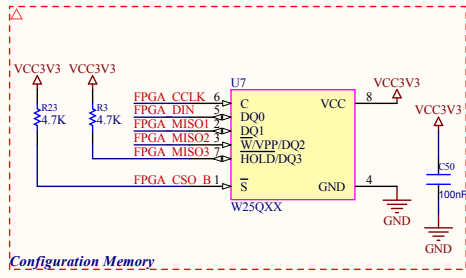 VCC3V3
VCC3V3
R23
4.7K
R3
4.7K
U7
FPGA_CCLK 6 C
FPGA_DIN 5 DQ0
FPGA_MISO1 2 DQ1
FPGA_MISO2 3 W/VPP/DQ2
FPGA_MISO3 7 HOLD/DQ3
FPGA_CSO_B 1 S
VCC 8
VCC3V3
GND 4
GND
W25QXX
VCC3V3
C50
100nF
GND
Configuration Memory